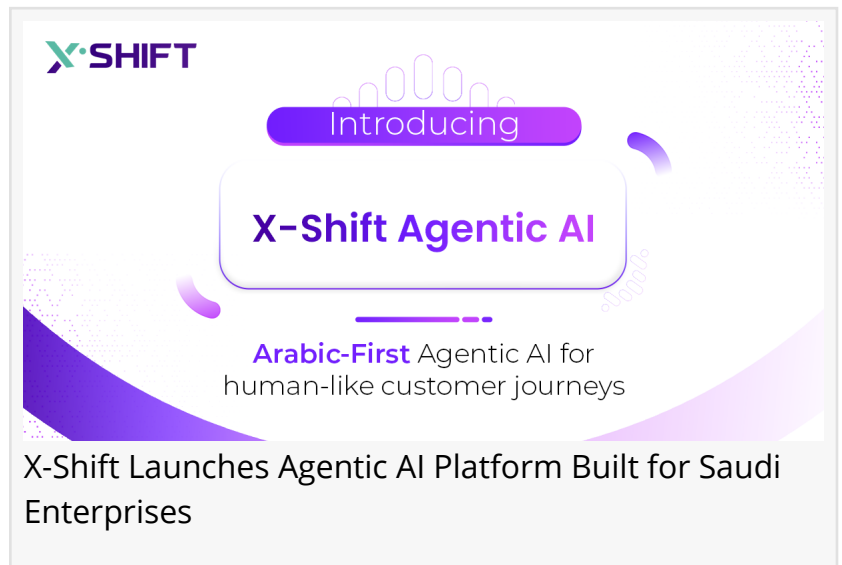 X·SHIFT
Introducing
X-Shift Agentic AI
Arabic-First Agentic AI for
human-like customer journeys
X-Shift Launches Agentic AI Platform Built for Saudi
Enterprises